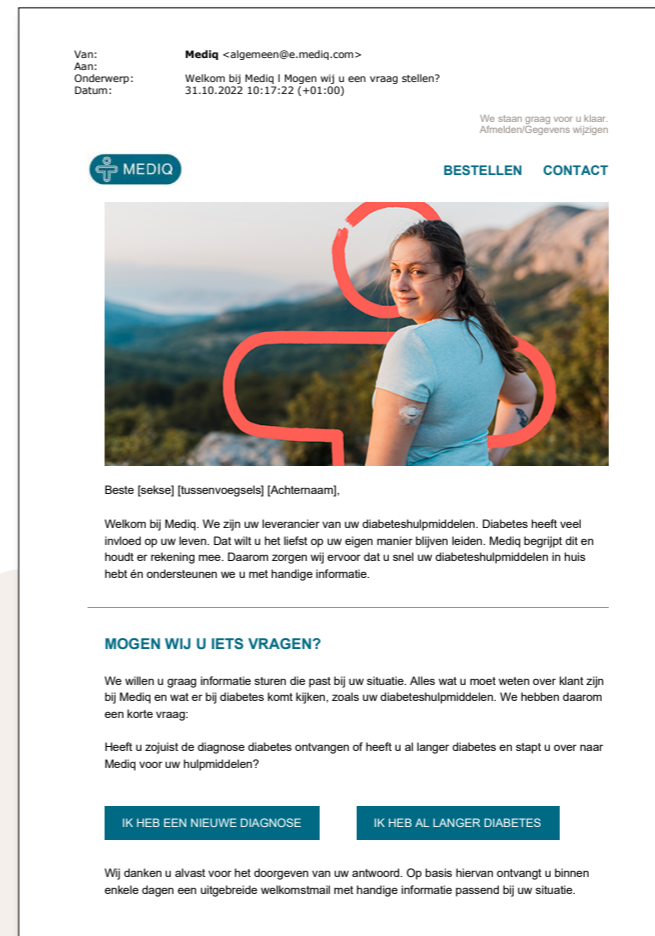 Van: Mediq <algemeen@e.mediq.com>
Aan:
Onderwerp: Welkom bij Mediq l Mogen wij u een vraag stellen?
Datum: 31.10.2022 10:17:22 (+01:00)
We staan graag voor u klaar.
Afmelden/Gegevens wijzigen
MEDIQ
BESTELLEN CONTACT
Beste [sekse] [tussenvoegsels] [Achternaam],
Welkom bij Mediq. We zijn uw leverancier van uw diabeteshulpmiddelen. Diabetes heeft veel
invloed op uw leven. Dat wilt u het liefst op uw eigen manier blijven leiden. Mediq begrijpt dit en
houdt er rekening mee. Daarom zorgen wij ervoor dat u snel uw diabeteshulpmiddelen in huis
hebt én ondersteunen we u met handige informatie.
MOGEN WIJ U IETS VRAGEN?
We willen u graag informatie sturen die past bij uw situatie. Alles wat u moet weten over klant zijn
bij Mediq en wat er bij diabetes komt kijken, zoals uw diabeteshulpmiddelen. We hebben daarom
een korte vraag:
Heeft u zojuist de diagnose diabetes ontvangen of heeft u al langer diabetes en stapt u over naar
Mediq voor uw hulpmiddelen?
IK HEB EEN NIEUWE DIAGNOSE IK HEB AL LANGER DIABETES
Wij danken u alvast voor het doorgeven van uw antwoord. Op basis hiervan ontvangt u binnen
enkele dagen een uitgebreide welkomstmail met handige informatie passend bij uw situatie.